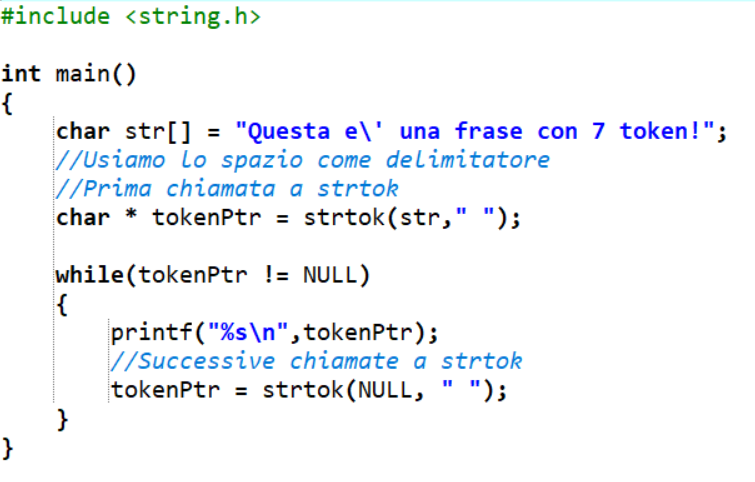 #include <string.h>
int main()
{
char str[] = "Questa e\' una frase con 7 token!";
//Usiamo lo spazio come delimitatore
//Prima chiamata a strtok
char * tokenPtr = strtok(str," ");
while(tokenPtr != NULL)
{
printf("%s\n",tokenPtr);
//Successive chiamate a strtok
tokenPtr = strtok(NULL, " ");
}
}